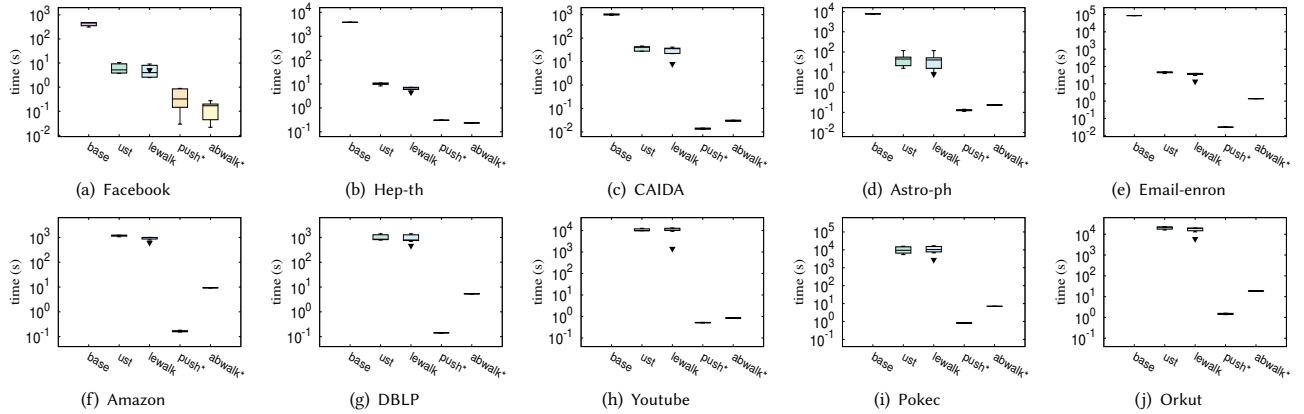 time (s)
10³
10²
10¹
10⁰
10⁻¹
10⁻²
base
ust
lewalk
push*
abwalk*
(a) Facebook
time (s)
10⁴
10³
10²
10¹
10⁰
10⁻¹
base
ust
lewalk
push*
abwalk*
(b) Hep-th
time (s)
10³
10²
10¹
10⁰
10⁻¹
10⁻²
base
ust
lewalk
push*
abwalk*
(c) CAIDA
time (s)
10⁴
10³
10²
10¹
10⁰
10⁻¹
10⁻²
base
ust
lewalk
push*
abwalk*
(d) Astro-ph
time (s)
10⁵
10⁴
10³
10²
10¹
10⁰
10⁻¹
10⁻²
base
ust
lewalk
push*
abwalk*
(e) Email-enron
time (s)
10³
10²
10¹
10⁰
10⁻¹
base
ust
lewalk
push*
abwalk*
(f) Amazon
time (s)
10³
10²
10¹
10⁰
10⁻¹
base
ust
lewalk
push*
abwalk*
(g) DBLP
time (s)
10⁴
10³
10²
10¹
10⁰
10⁻¹
base
ust
lewalk
push*
abwalk*
(h) Youtube
time (s)
10⁵
10⁴
10³
10²
10¹
10⁰
10⁻¹
base
ust
lewalk
push*
abwalk*
(i) Pokec
time (s)
10⁴
10³
10²
10¹
10⁰
10⁻¹
base
ust
lewalk
push*
abwalk*
(j) Orkut